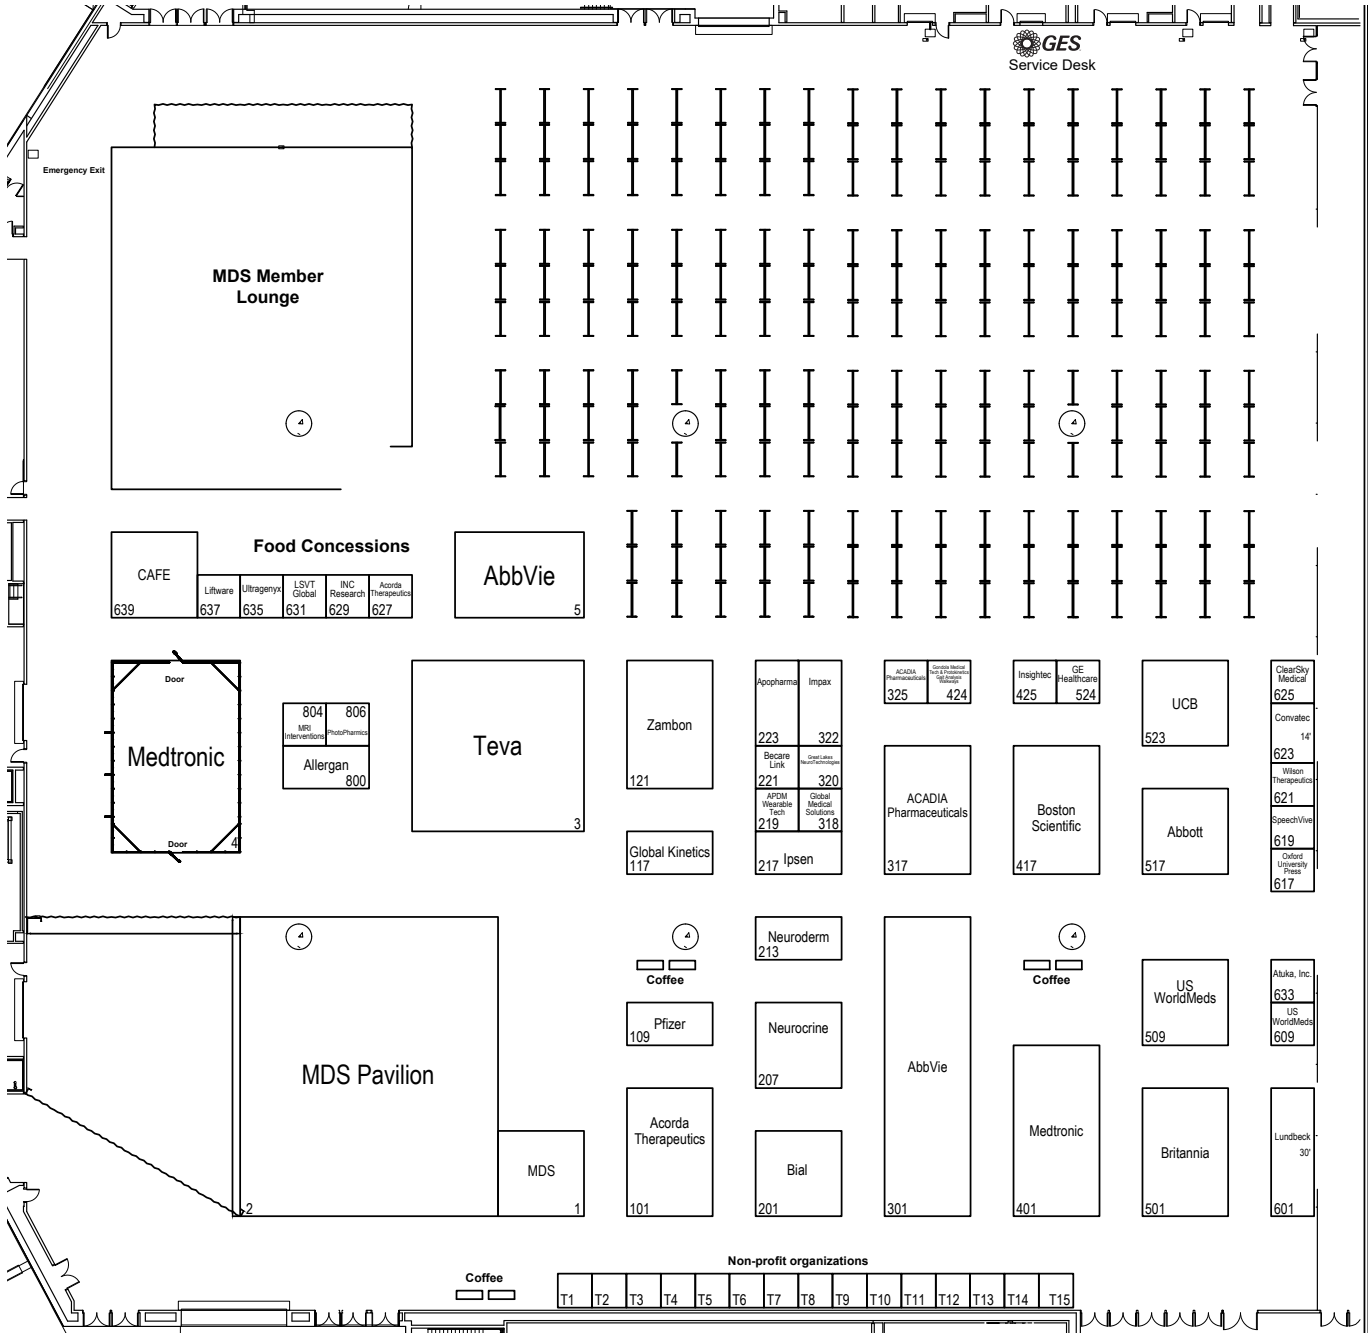 GES
Service Desk
Emergency Exit
MDS Member
Lounge
Food Concessions
CAFE
639
Liftware
637
Ultragenyx
635
LSVT
Global
631
INC
Research
629
Acorda
Therapeutics
627
AbbVie
5
Door
Medtronic
Door
4
804
MRI
Interventions
806
PhotoPharmics
Allergan
800
Teva
3
Zambon
121
Global Kinetics
117
Apopharma
223
Impax
322
Becare
Link
221
Great Lakes
NeuroTechnologies
320
APDM
Wearable
Tech
219
Global
Medical
Solutions
318
217 Ipsen
ACADIA
Pharmaceuticals
325
Gondola Medical
Tech & Protokinetics
Gait Analysis
Walkways
424
ACADIA
Pharmaceuticals
317
Insightec
425
GE
Healthcare
524
Boston
Scientific
417
UCB
523
Abbott
517
ClearSky
Medical
625
Convatec
14'
623
Wilson
Therapeutics
621
SpeechVive
619
Oxford
University
Press
617
MDS Pavilion
2
MDS
1
Coffee
Pfizer
109
Acorda
Therapeutics
101
Neuroderm
213
Neurocrine
207
Bial
201
AbbVie
301
Coffee
Medtronic
401
US
WorldMeds
509
Britannia
501
Atuka, Inc.
633
US
WorldMeds
609
Lundbeck
30'
601
Non-profit organizations
Coffee
T1 T2 T3 T4 T5 T6 T7 T8 T9 T10 T11 T12 T13 T14 T15